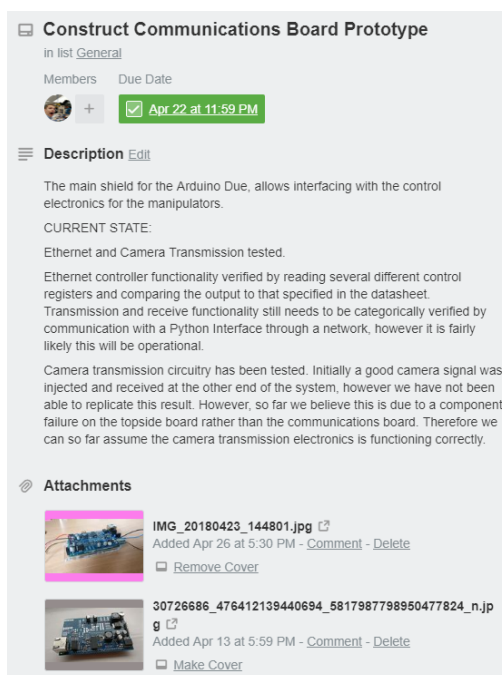 Construct Communications Board Prototype
in list General
Members Due Date
+ Apr 22 at 11:59 PM
Description Edit
The main shield for the Arduino Due, allows interfacing with the control
electronics for the manipulators.
CURRENT STATE:
Ethernet and Camera Transmission tested.
Ethernet controller functionality verified by reading several different control
registers and comparing the output to that specified in the datasheet.
Transmission and receive functionality still needs to be categorically verified by
communication with a Python Interface through a network, however it is fairly
likely this will be operational.
Camera transmission circuitry has been tested. Initially a good camera signal was
injected and received at the other end of the system, however we have not been
able to replicate this result. However, so far we believe this is due to a component
failure on the topside board rather than the communications board. Therefore we
can so far assume the camera transmission electronics is functioning correctly.
Attachments
IMG_20180423_144801.jpg
Added Apr 26 at 5:30 PM - Comment - Delete
Remove Cover
30726686_476412139440694_5817987798950477824_n.jp
g
Added Apr 13 at 5:59 PM - Comment - Delete
Make Cover